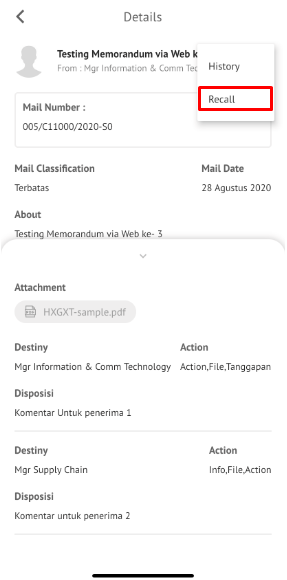 Details
Testing Memorandum via Web k
From : Mgr Information & Comm Tec
History
Recall
Mail Number :
005/C11000/2020-S0
Mail Classification
Mail Date
Terbatas
28 Agustus 2020
About
Testing Memorandum via Web ke- 3
Attachment
HXGXT-sample.pdf
Destiny
Action
Mgr Information & Comm Technology
Action,File,Tanggapan
Disposisi
Komentar Untuk penerima 1
Destiny
Action
Mgr Supply Chain
Info,File,Action
Disposisi
Komentar untuk penerima 2